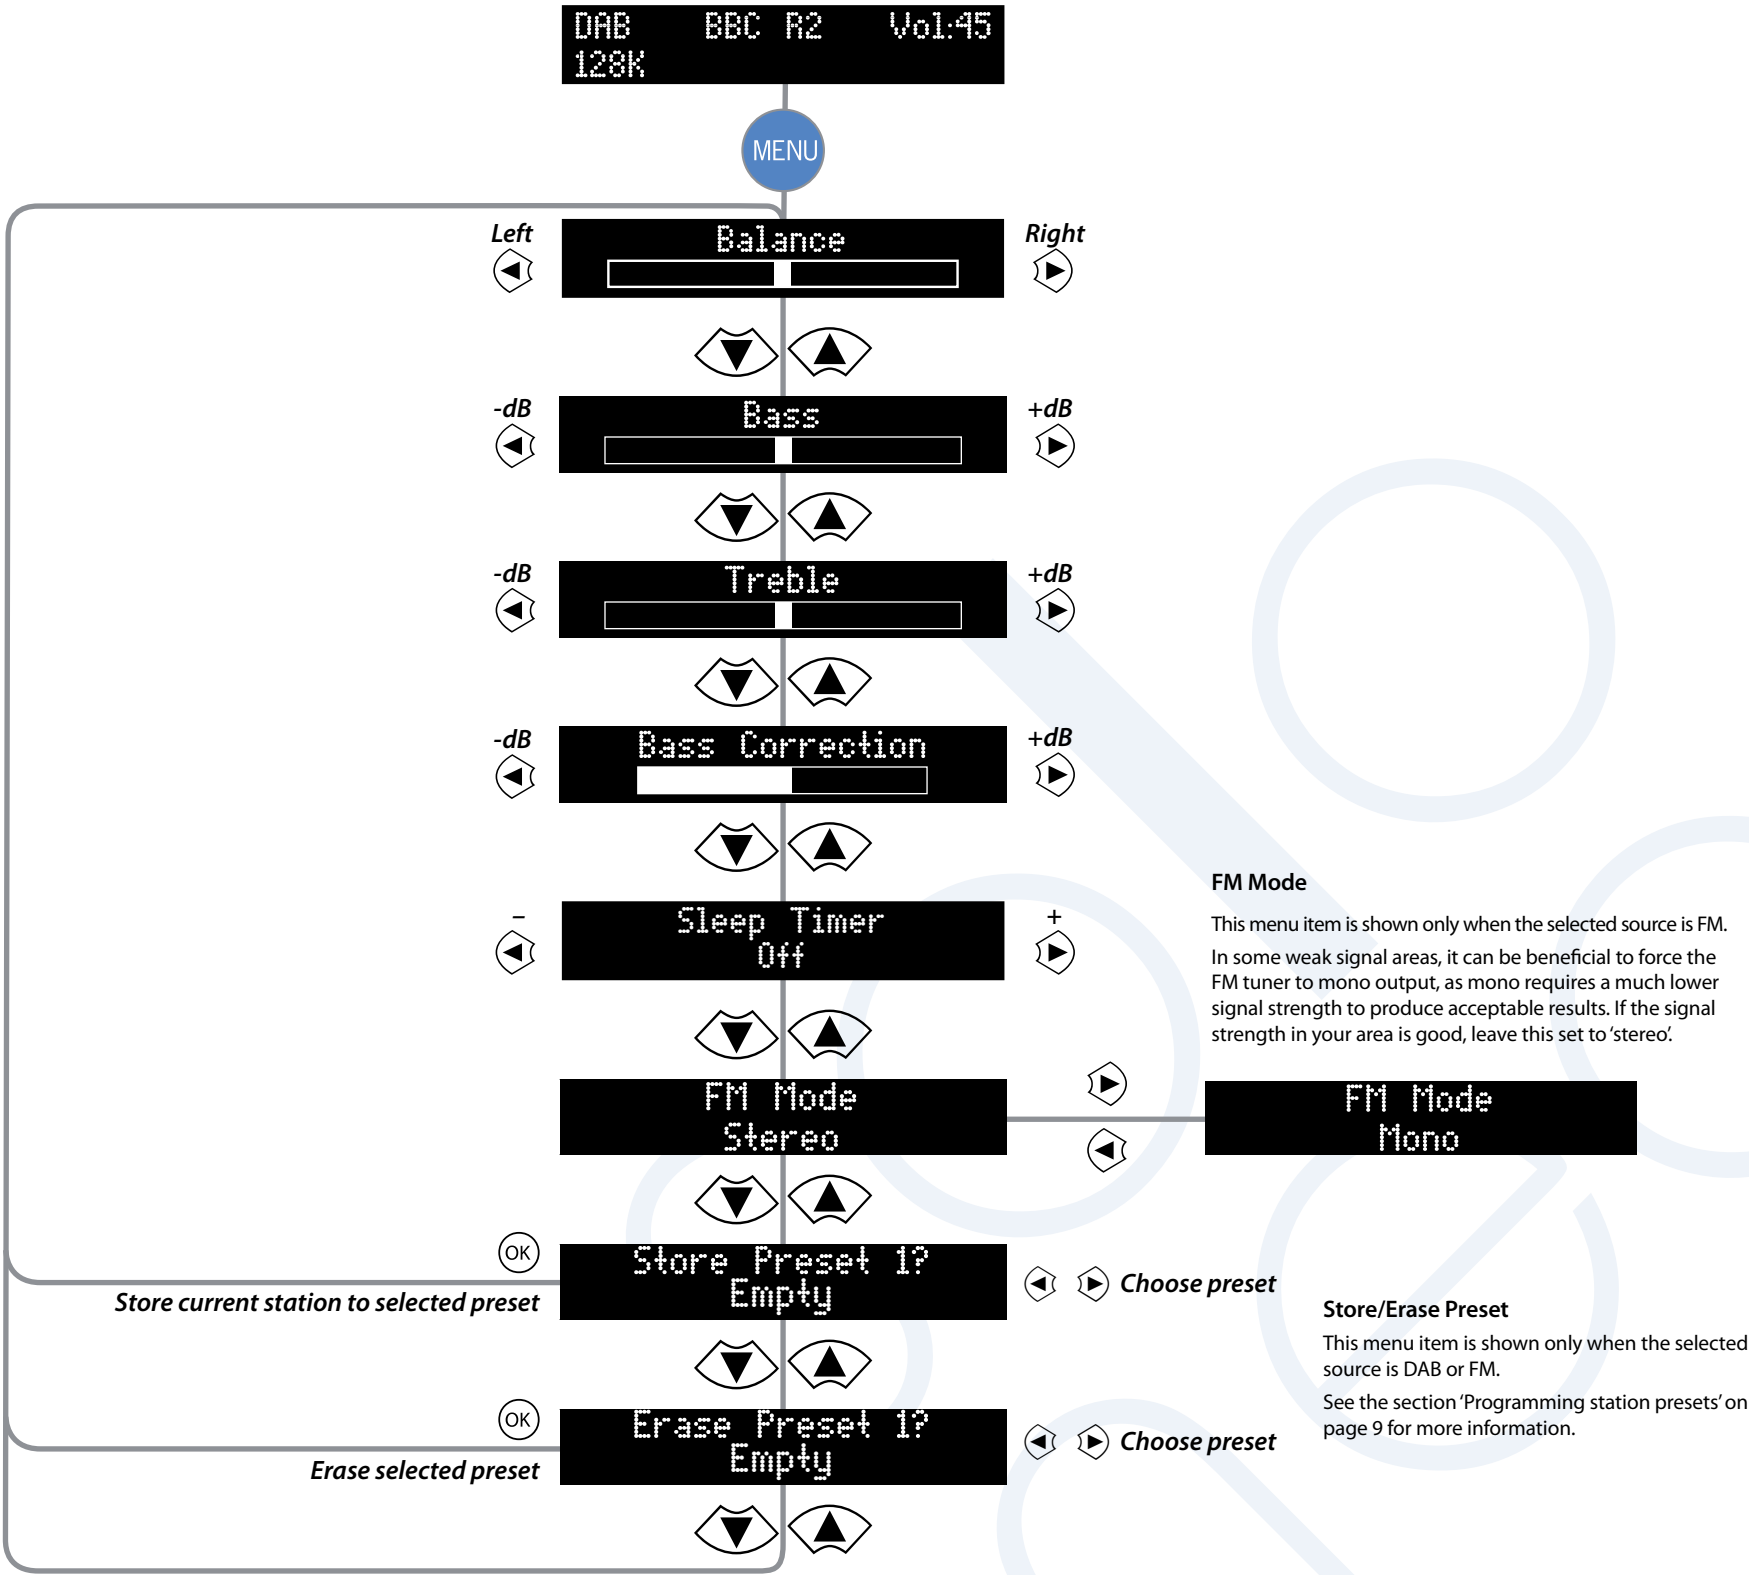 DAB BBC R2 Vol:45
128K
MENU
Left
Balance
Right
-dB
Bass
+dB
-dB
Treble
+dB
-dB
Bass Correction
+dB
–
Sleep Timer
Off
+
FM Mode
This menu item is shown only when the selected source is FM.
In some weak signal areas, it can be beneficial to force the
FM tuner to mono output, as mono requires a much lower
signal strength to produce acceptable results. If the signal
strength in your area is good, leave this set to ‘stereo’.
FM Mode
Stereo
FM Mode
Mono
OK
Store current station to selected preset
Store Preset 1?
Empty
Choose preset
Store/Erase Preset
This menu item is shown only when the selected
source is DAB or FM.
See the section ‘Programming station presets’ on
page 9 for more information.
OK
Erase selected preset
Erase Preset 1?
Empty
Choose preset